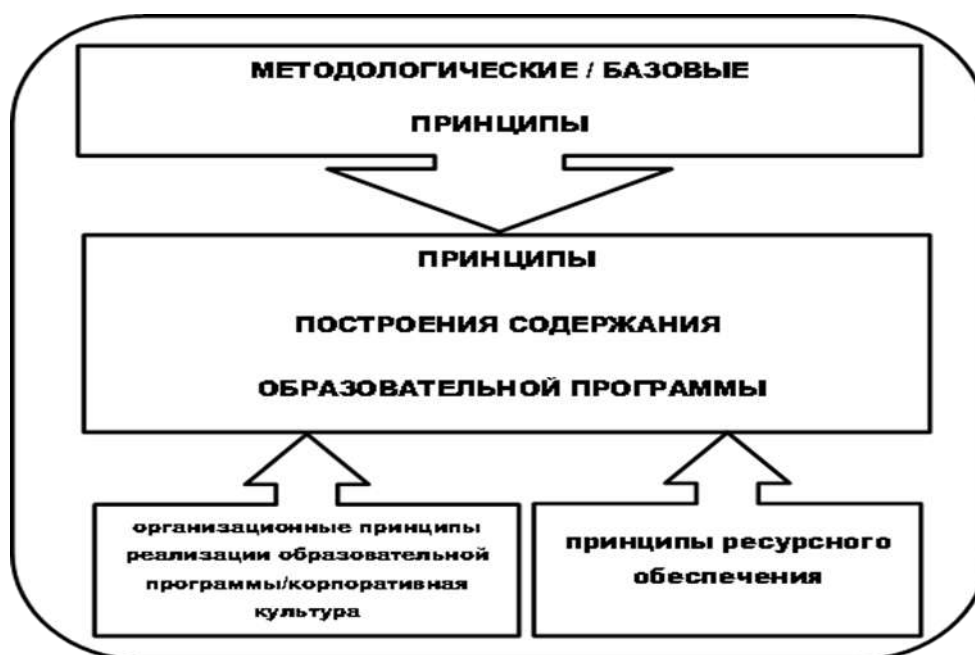 МЕТОДОЛОГИЧЕСКИЕ / БАЗОВЫЕ
ПРИНЦИПЫ
ПРИНЦИПЫ
ПОСТРОЕНИЯ СОДЕРЖАНИЯ
ОБРАЗОВАТЕЛЬНОЙ ПРОГРАММЫ
организационные принципы
реализации образовательной
программы/корпоративная
культура
принципы ресурсного
обеспечения